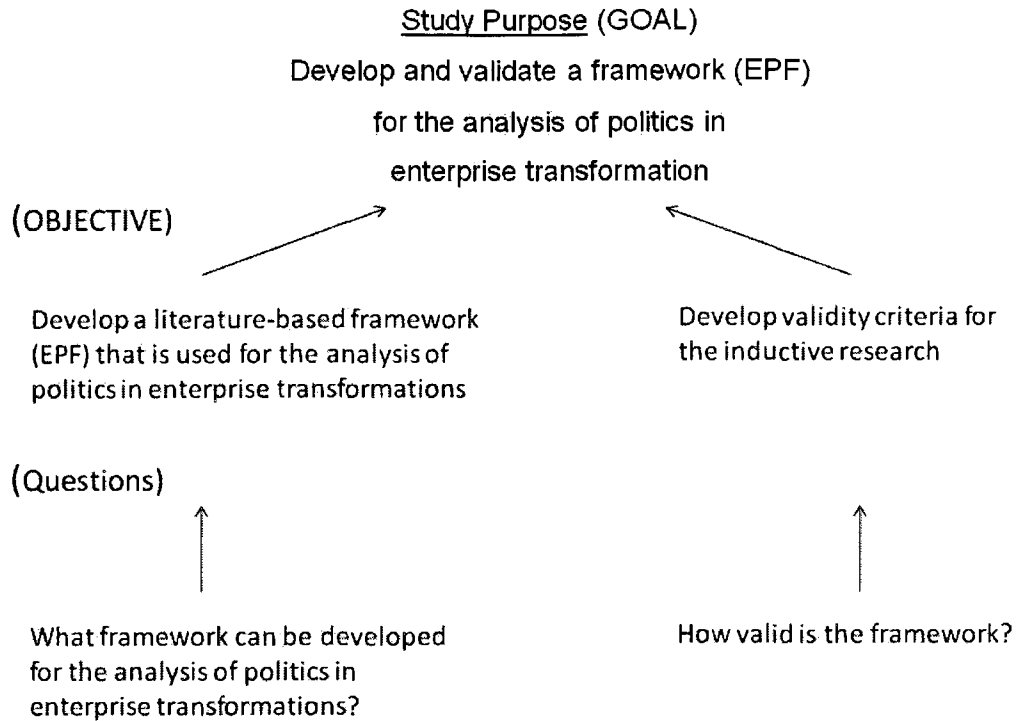 Study Purpose (GOAL)
Develop and validate a framework (EPF)
for the analysis of politics in
enterprise transformation
(OBJECTIVE)
Develop a literature-based framework
(EPF) that is used for the analysis of
politics in enterprise transformations
Develop validity criteria for
the inductive research
(Questions)
What framework can be developed
for the analysis of politics in
enterprise transformations?
How valid is the framework?